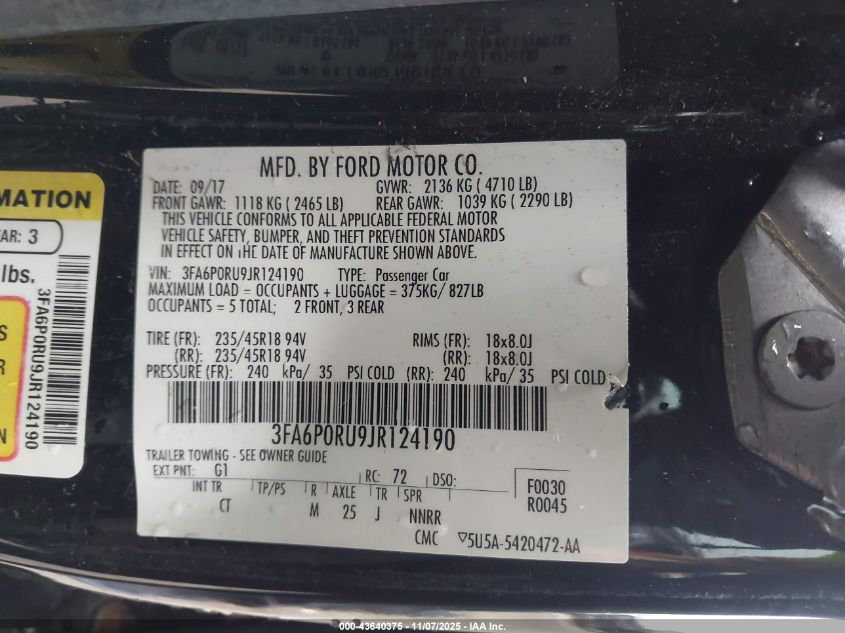 MFD. BY FORD MOTOR CO.
DATE: 09/17 GVWR: 2136 KG ( 4710 LB)
FRONT GAWR: 1118 KG ( 2465 LB) REAR GAWR: 1039 KG ( 2290 LB)
THIS VEHICLE CONFORMS TO ALL APPLICABLE FEDERAL MOTOR
VEHICLE SAFETY, BUMPER, AND THEFT PREVENTION STANDARDS
IN EFFECT ON THE DATE OF MANUFACTURE SHOWN ABOVE.
VIN: 3FA6P0RU9JR124190 TYPE: Passenger Car
MAXIMUM LOAD = OCCUPANTS + LUGGAGE = 375KG/ 827LB
OCCUPANTS = 5 TOTAL; 2 FRONT, 3 REAR
TIRE (FR): 235/45R18 94V RIMS (FR): 18x8.0J
(RR): 235/45R18 94V (RR): 18x8.0J
PRESSURE (FR): 240 kPa/ 35 PSI COLD (RR): 240 kPa/ 35 PSI COLD
3FA6P0RU9JR124190
TRAILER TOWING - SEE OWNER GUIDE
EXT PNT: G1 RC: 72 DSO:
INT TR TP/PS R AXLE TR SPR
CT M 25 J NNRR
F0030
R0045
CMC ▽5U5A-5420472-AA
MATION
AR: 3
lbs.
3FA6P0RU9JR124190
S
R
N
000-43640375 - 11/07/2025 - IAA Inc.